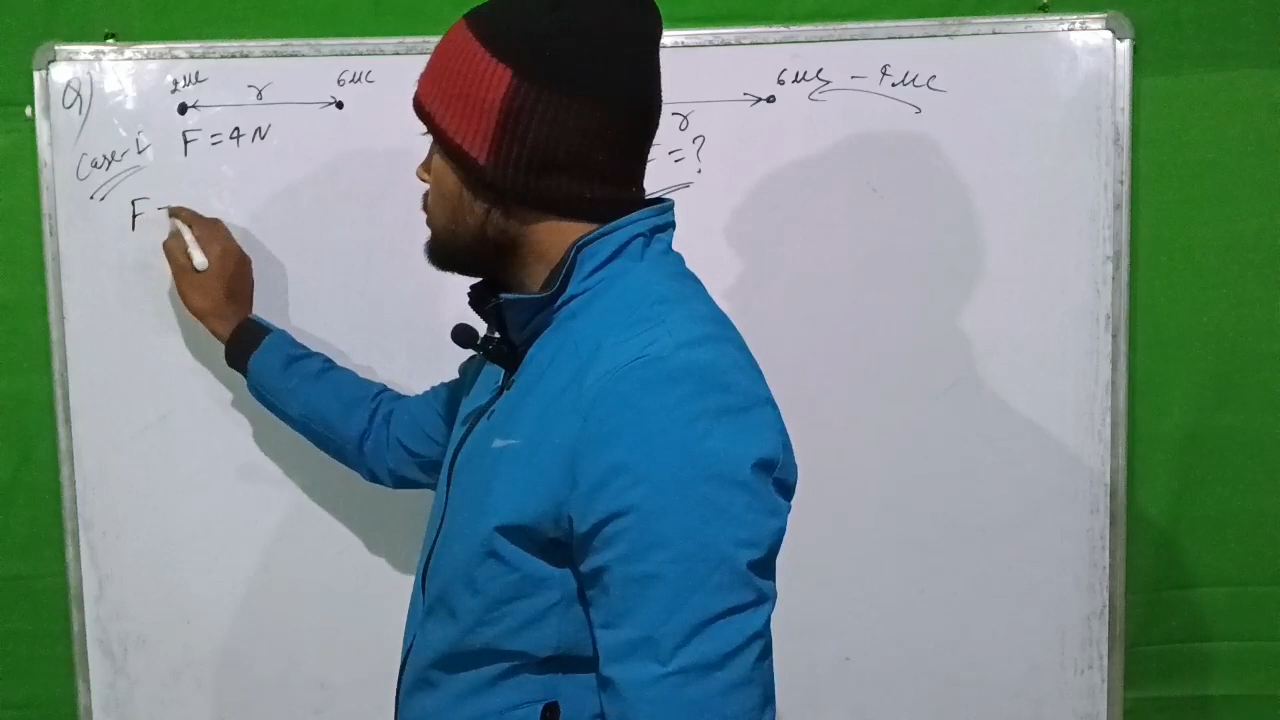 Q)
2μC r 6μC
6μC - 4μC
Case-I F = 4N
r
= ?
F =